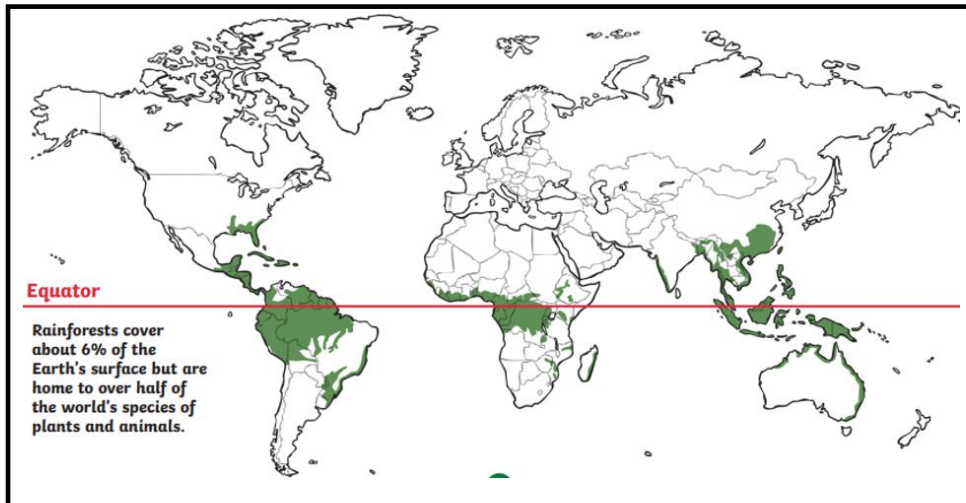 Equator
Rainforests cover
about 6% of the
Earth's surface but are
home to over half of
the world's species of
plants and animals.